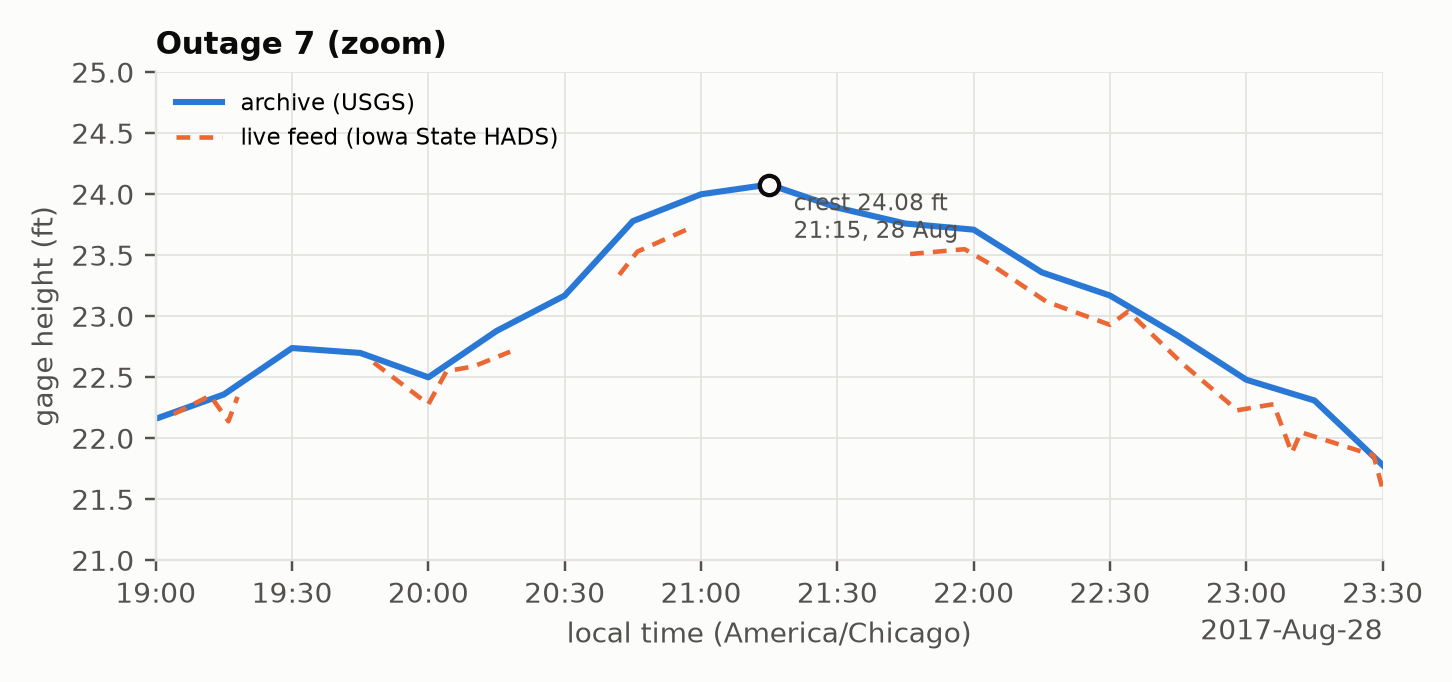 Outage 7 (zoom)
archive (USGS)
live feed (Iowa State HADS)
crest 24.08 ft
21:15, 28 Aug
gage height (ft)
25.0
24.5
24.0
23.5
23.0
22.5
22.0
21.5
21.0
19:00 19:30 20:00 20:30 21:00 21:30 22:00 22:30 23:00 23:30
local time (America/Chicago)
2017-Aug-28